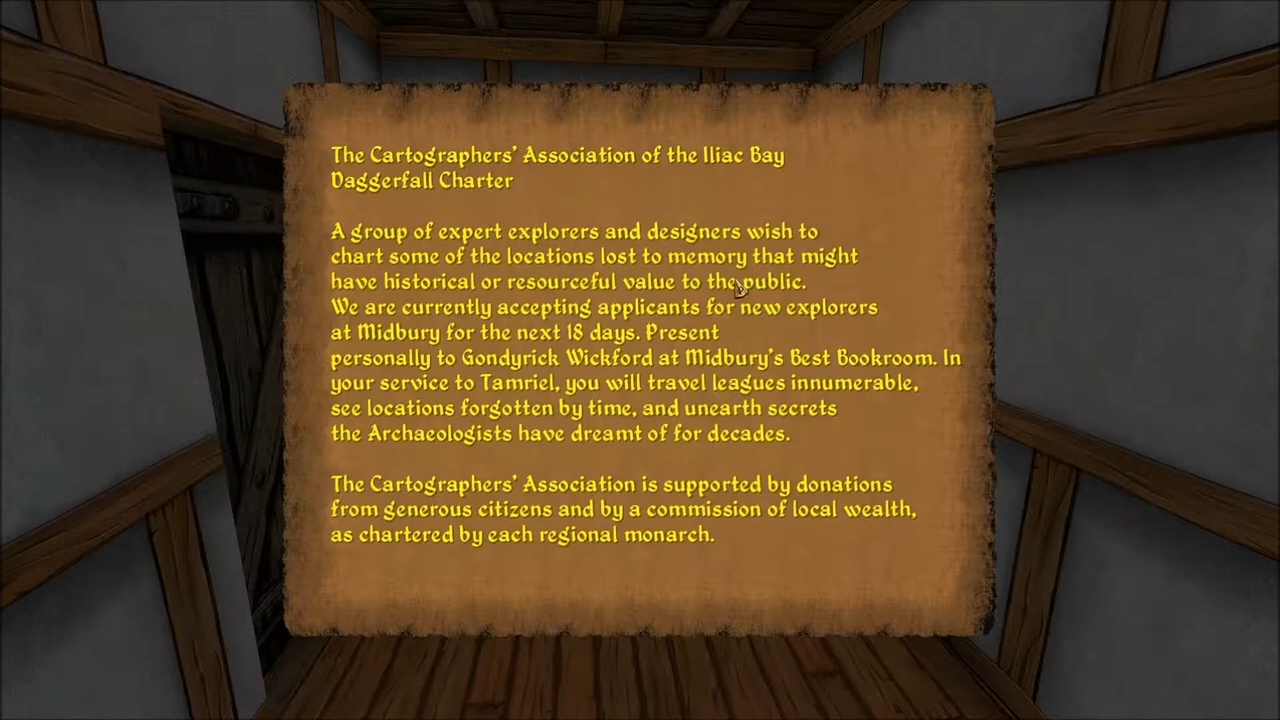 The Cartographers' Association of the Iliac Bay
Daggerfall Charter
A group of expert explorers and designers wish to
chart some of the locations lost to memory that might
have historical or resourceful value to the public.
We are currently accepting applicants for new explorers
at Midbury for the next 18 days. Present
personally to Gondyrick Wickford at Midbury's Best Bookroom. In
your service to Tamriel, you will travel leagues innumerable,
see locations forgotten by time, and unearth secrets
the Archaeologists have dreamt of for decades.
The Cartographers' Association is supported by donations
from generous citizens and by a commission of local wealth,
as chartered by each regional monarch.